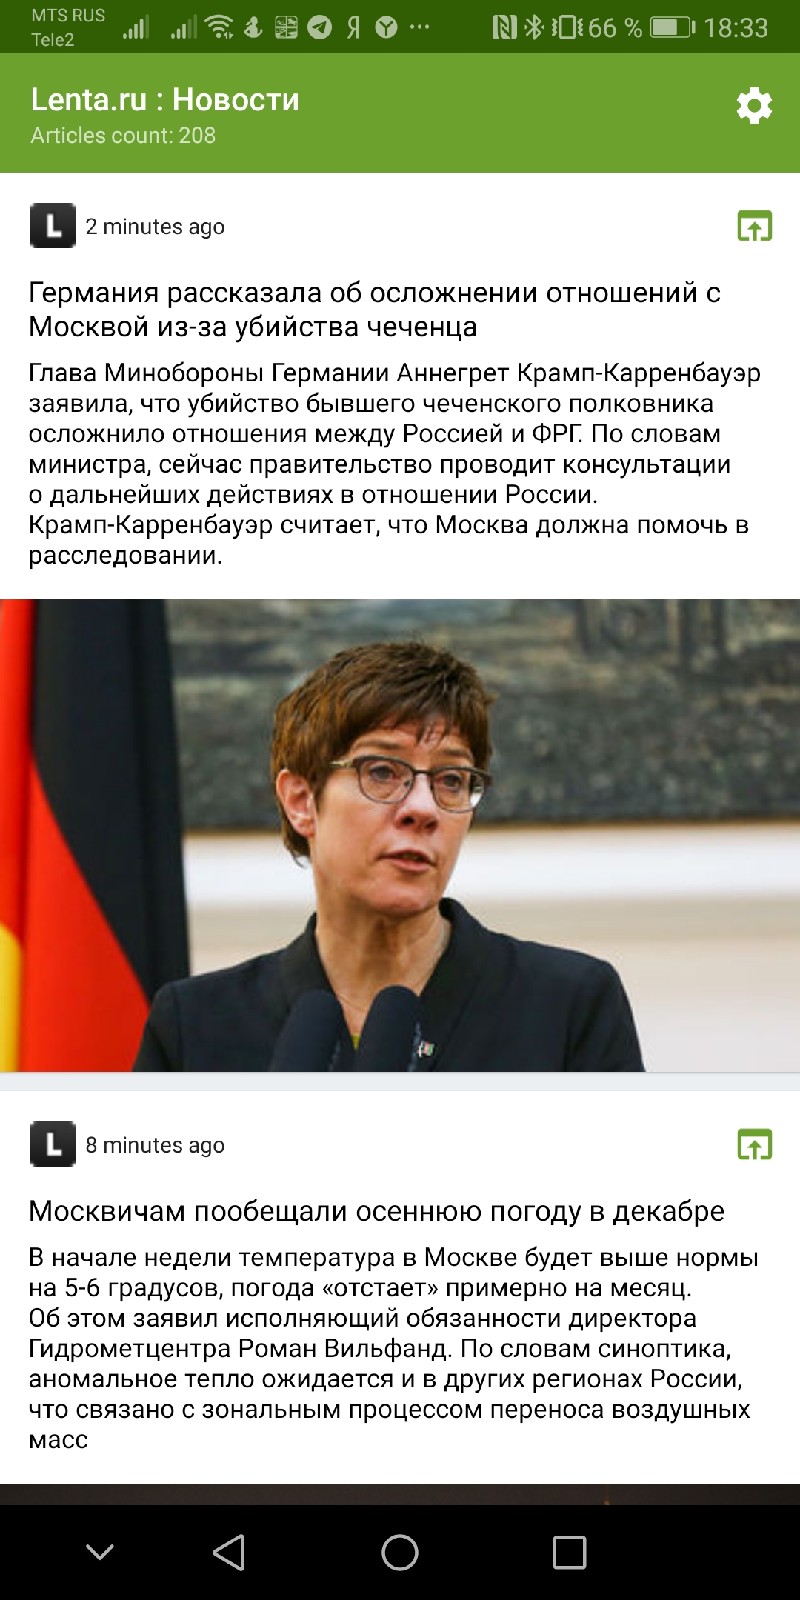 MTS RUS
Tele2
66 %
18:33
Lenta.ru : Новости
Articles count: 208
L
2 minutes ago
Германия рассказала об осложнении отношений с
Москвой из-за убийства чеченца
Глава Минобороны Германии Аннегрет Крамп-Карренбауэр
заявила, что убийство бывшего чеченского полковника
осложнило отношения между Россией и ФРГ. По словам
министра, сейчас правительство проводит консультации
о дальнейших действиях в отношении России.
Крамп-Карренбауэр считает, что Москва должна помочь в
расследовании.
L
8 minutes ago
Москвичам пообещали осеннюю погоду в декабре
В начале недели температура в Москве будет выше нормы
на 5-6 градусов, погода «отстает» примерно на месяц.
Об этом заявил исполняющий обязанности директора
Гидрометцентра Роман Вильфанд. По словам синоптика,
аномальное тепло ожидается и в других регионах России,
что связано с зональным процессом переноса воздушных
масс